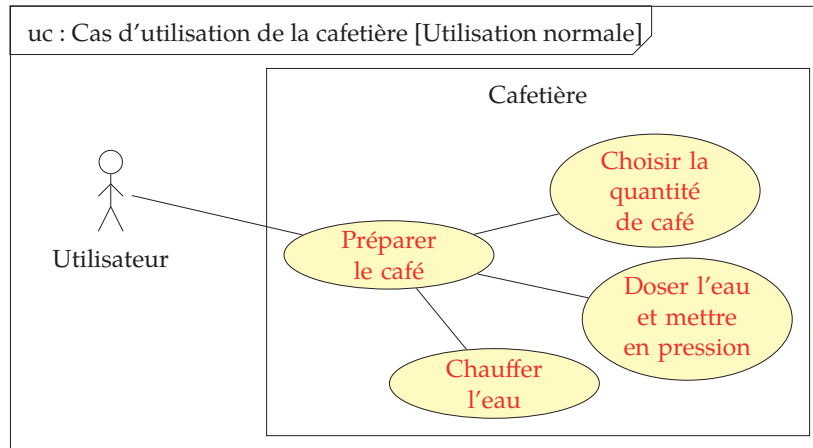 uc : Cas d’utilisation de la cafetière [Utilisation normale]
Cafetière
Choisir la
quantité
de café
Utilisateur
Préparer
le café
Doser l’eau
et mettre
en pression
Chauffer
l’eau